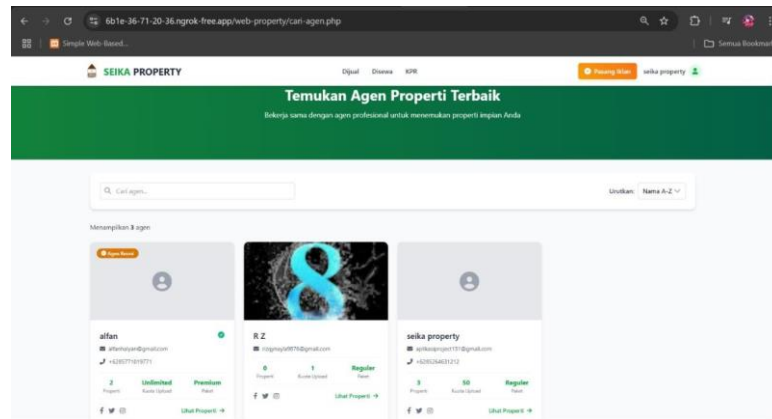 6b1e-36-71-20-36.ngrok-free.app/web-property/cari-agen.php
Simple Web-Based...
Semua Bookmark
SEIKA PROPERTY
Dijual Disewa KPR
Pasang Iklan
seika property
Temukan Agen Properti Terbaik
Bekerja sama dengan agen profesional untuk menemukan properti impian Anda
Cari agen...
Urutkan: Nama A-Z
Menampilkan 3 agen
alfan
+6285771819771
2 Unlimited Premium
Properti Kuota Upload Paket
Lihat Properti →
R Z
0 1 Reguler
Properti Kuota Upload Paket
Lihat Properti →
seika property
3 50 Reguler
Properti Kuota Upload Paket
Lihat Properti →